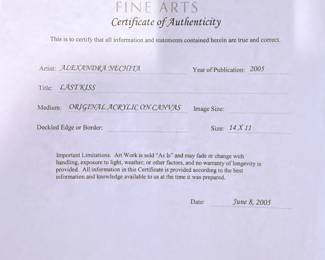 FINE ARTS
Certificate of Authenticity
This is to certify that all information and statements contained herein are true and correct.
Artist: ALEXANDRA NECHITA Year of Publication: 2005
Title: LAST KISS
Medium: ORIGINAL ACRYLIC ON CANVAS Image Size:
Deckled Edge or Border: Size: 14 X 11
Important Limitations. Art Work is sold "As Is" and may fade or change with
handling, exposure to light, weather, or other factors, and no warranty of longevity is
provided. All information in this Certificate is provided according to the best
information and knowledge available to us at the time it was prepared.
Date: June 8, 2005